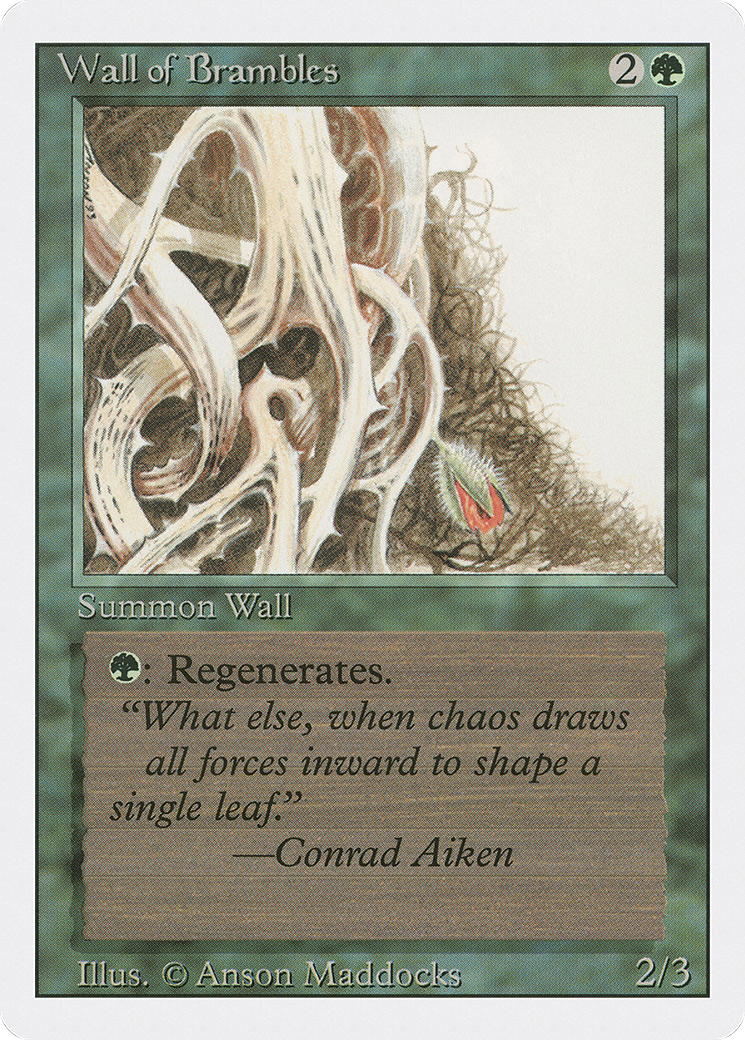 Wall of Brambles 2
Summon Wall
: Regenerates.
“What else, when chaos draws
all forces inward to shape a
single leaf.”
—Conrad Aiken
Illus. © Anson Maddocks 2/3